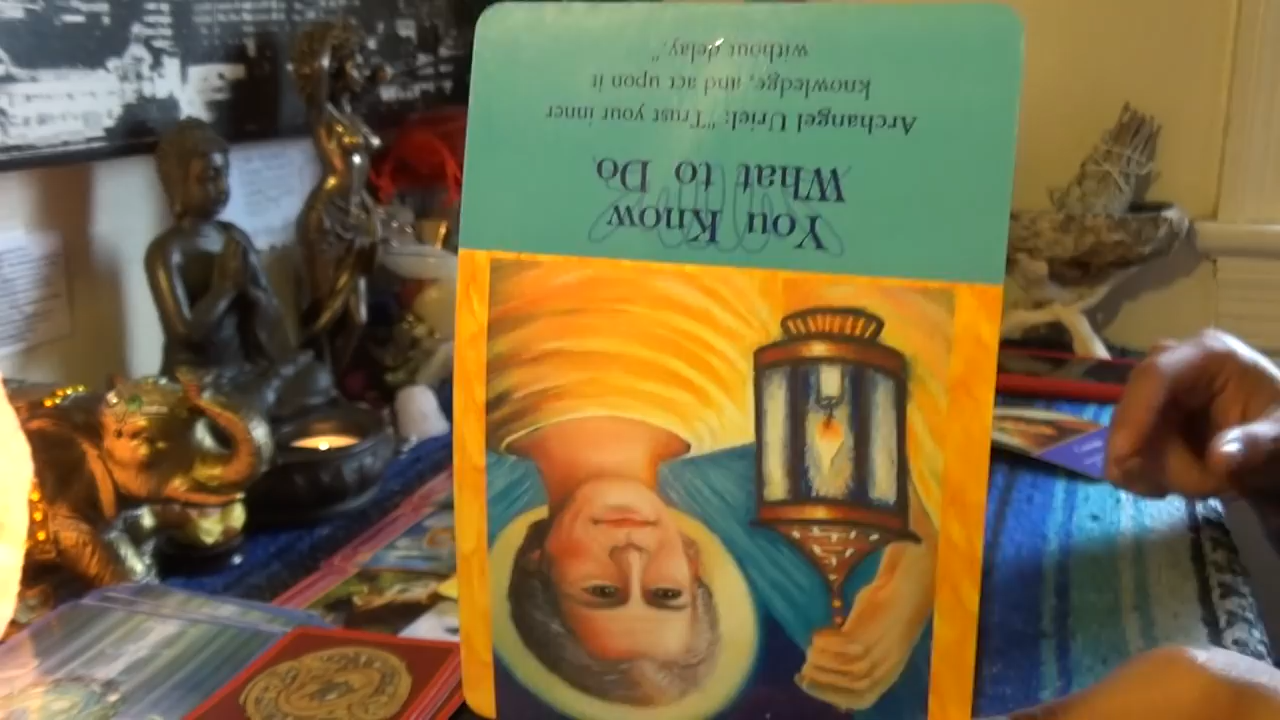 You Know
What to Do
Archangel Uriel: "Trust your inner
knowledge, and act upon it
without delay."